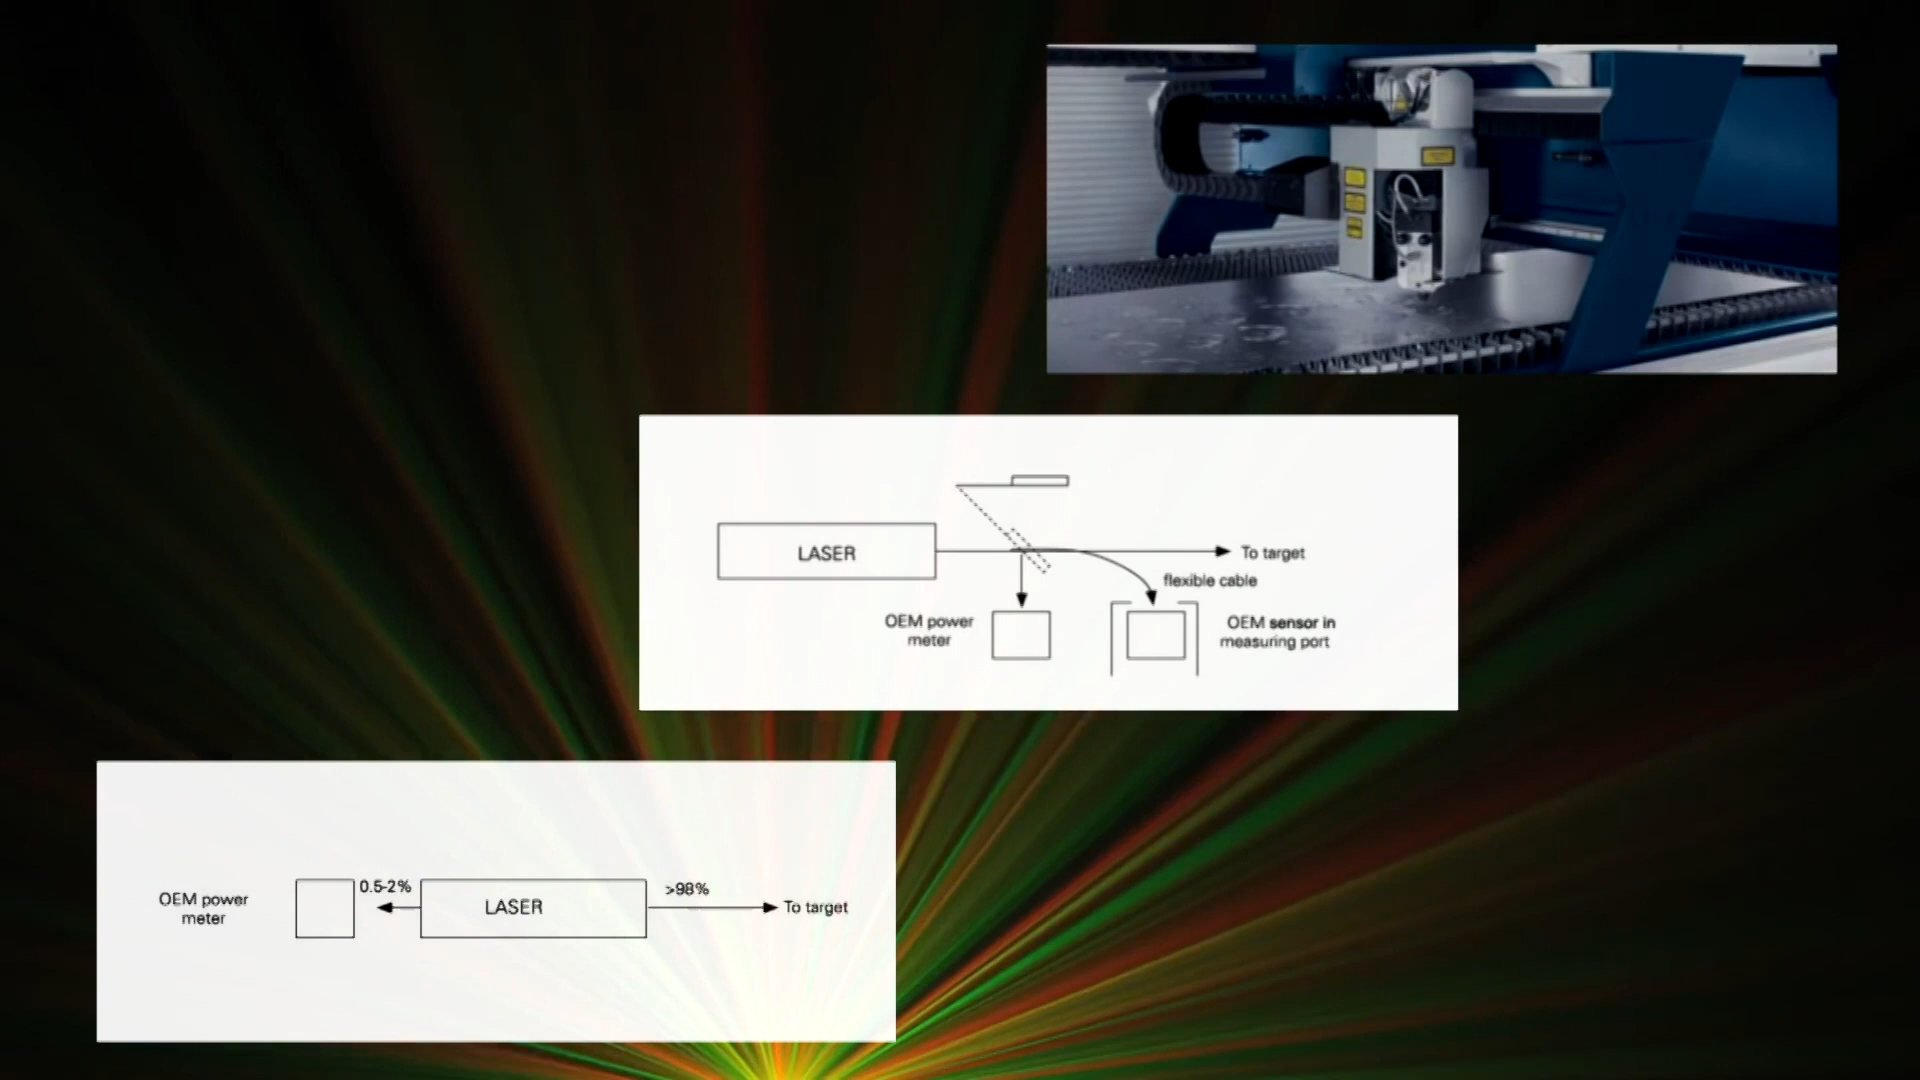 LASER
To target
flexible cable
OEM power
meter
OEM sensor in
measuring port
OEM power
meter
0.5-2%
LASER
>98%
To target